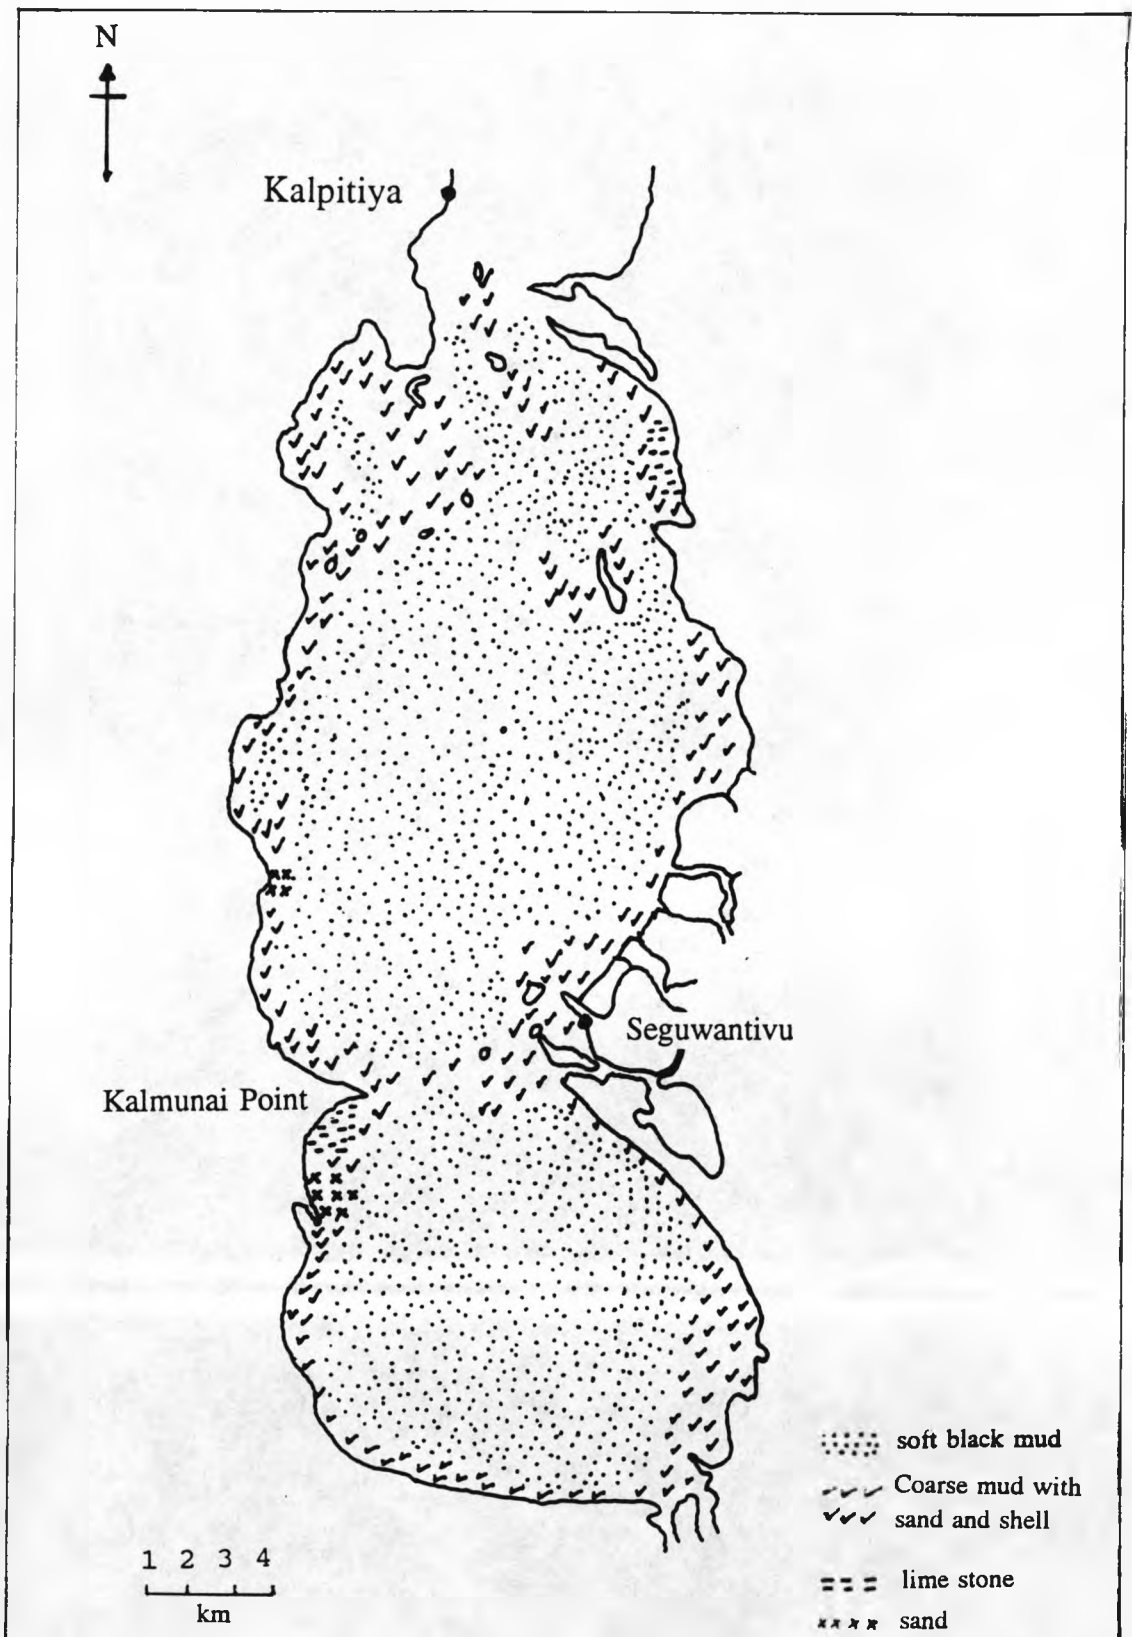 N
Kalpitiya
Seguwantivu
Kalmunai Point
soft black mud
Coarse mud with
sand and shell
lime stone
sand
1 2 3 4
km